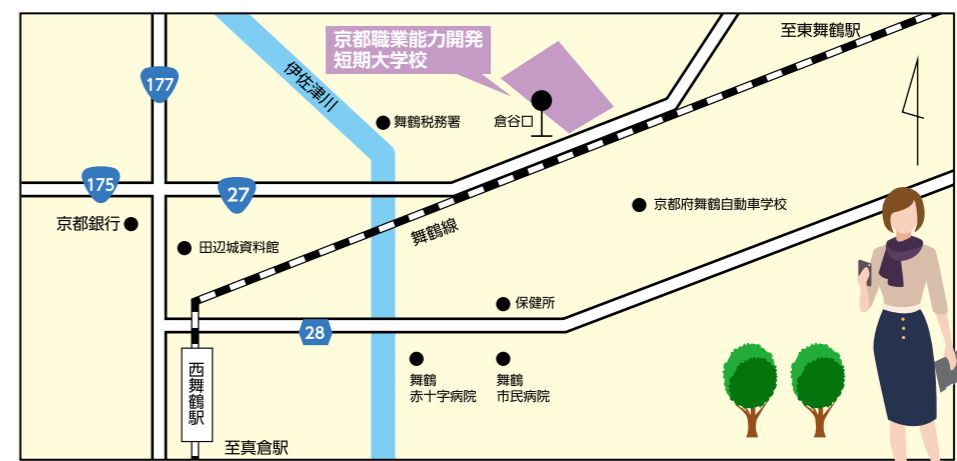 京都職業能力開発
短期大学校
至東舞鶴駅
177
伊佐津川
舞鶴税務署
倉谷口
175
27
京都銀行
田辺城資料館
舞鶴線
京都府舞鶴自動車学校
保健所
28
西舞鶴駅
舞鶴
赤十字病院
舞鶴
市民病院
至真倉駅